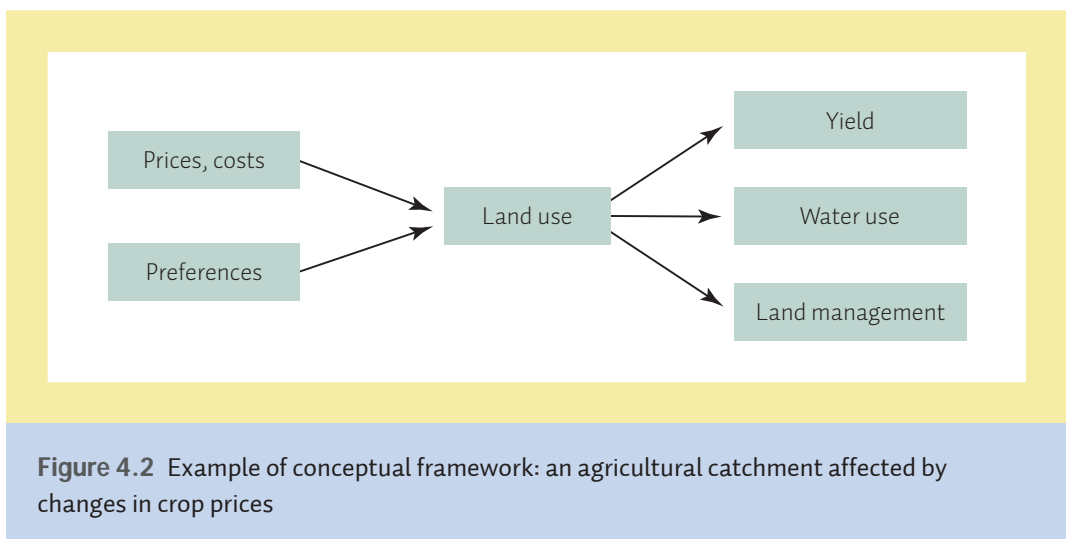 Prices, costs
Preferences
Land use
Yield
Water use
Land management
Figure 4.2 Example of conceptual framework: an agricultural catchment affected by
changes in crop prices